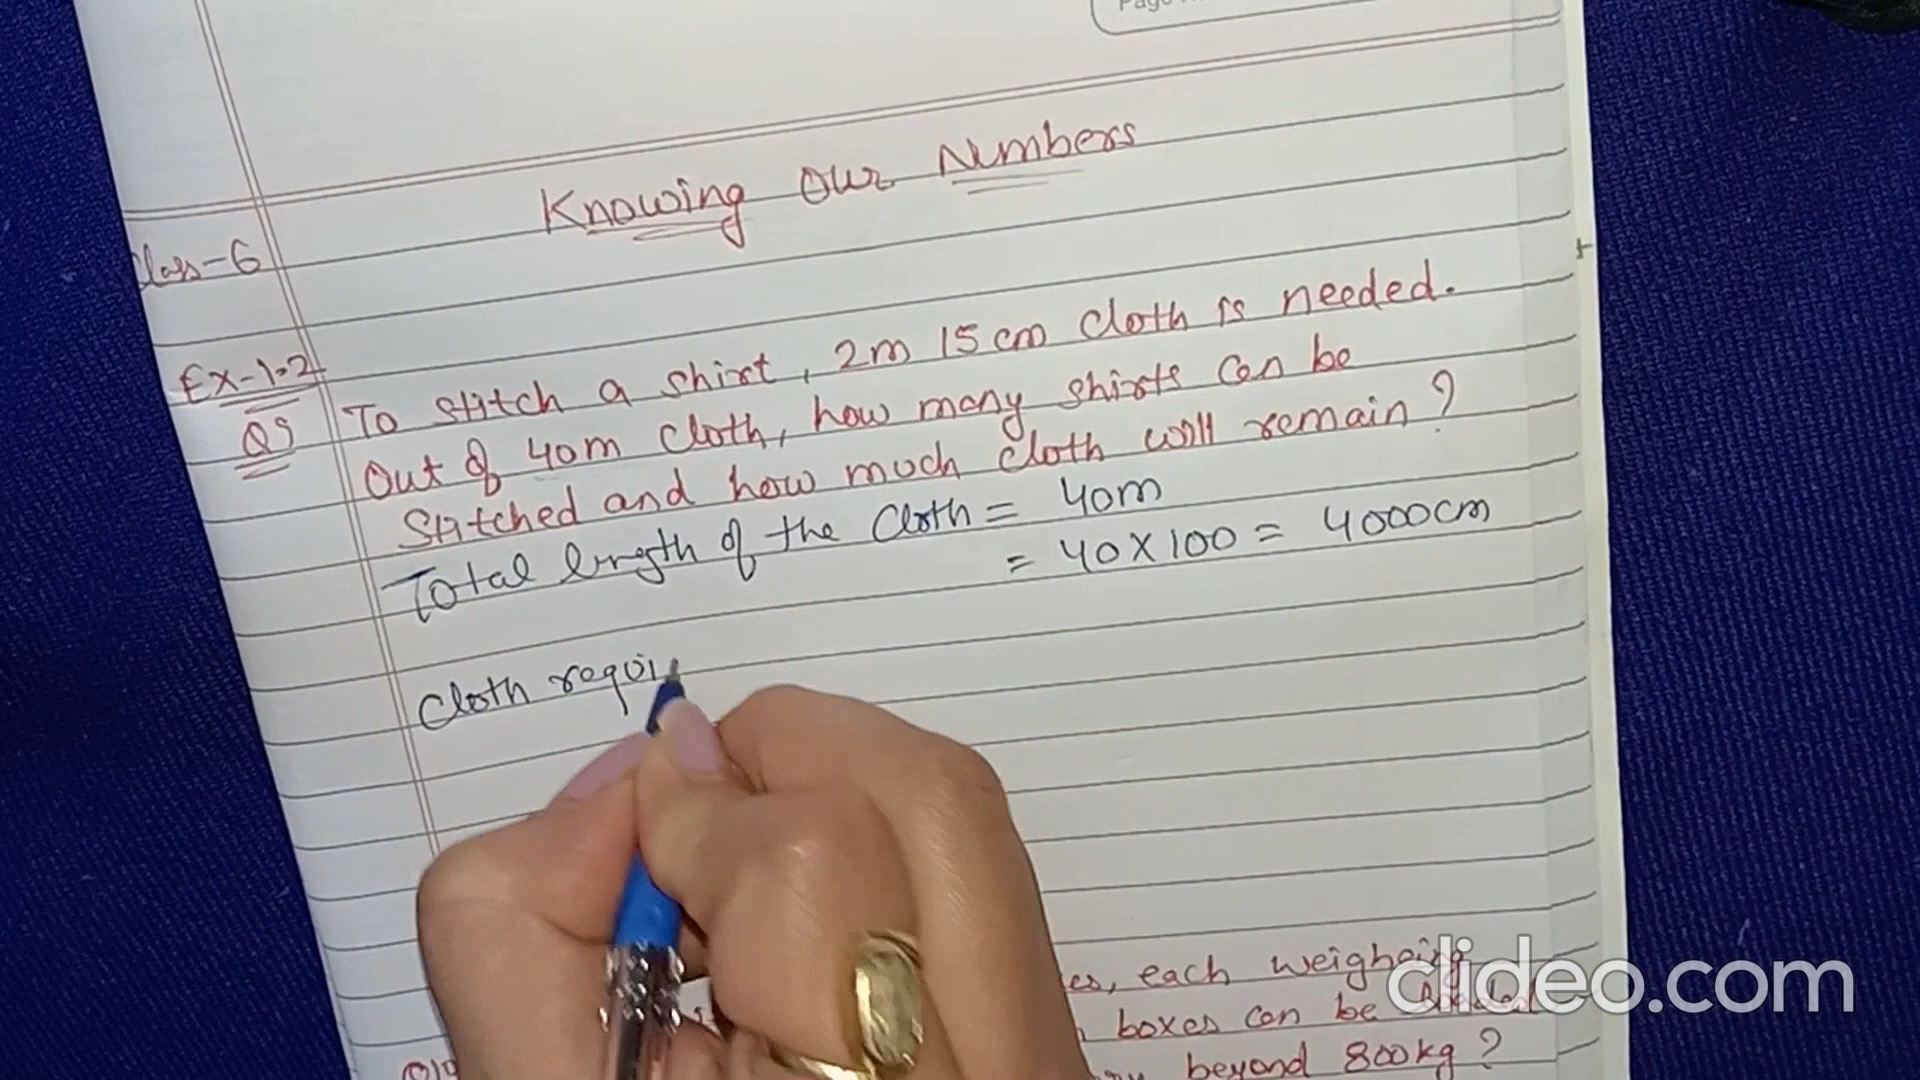 Page
Knowing Our Numbers
Class-6
Ex-1.2
Q9 To stitch a shirt, 2m 15cm cloth is needed.
Out of 40m cloth, how many shirts can be
stitched and how much cloth will remain?
Total length of the cloth = 40m
= 40 x 100 = 4000cm
Cloth requi
each weigheing
boxes can be
beyond 800kg?
clideo.com